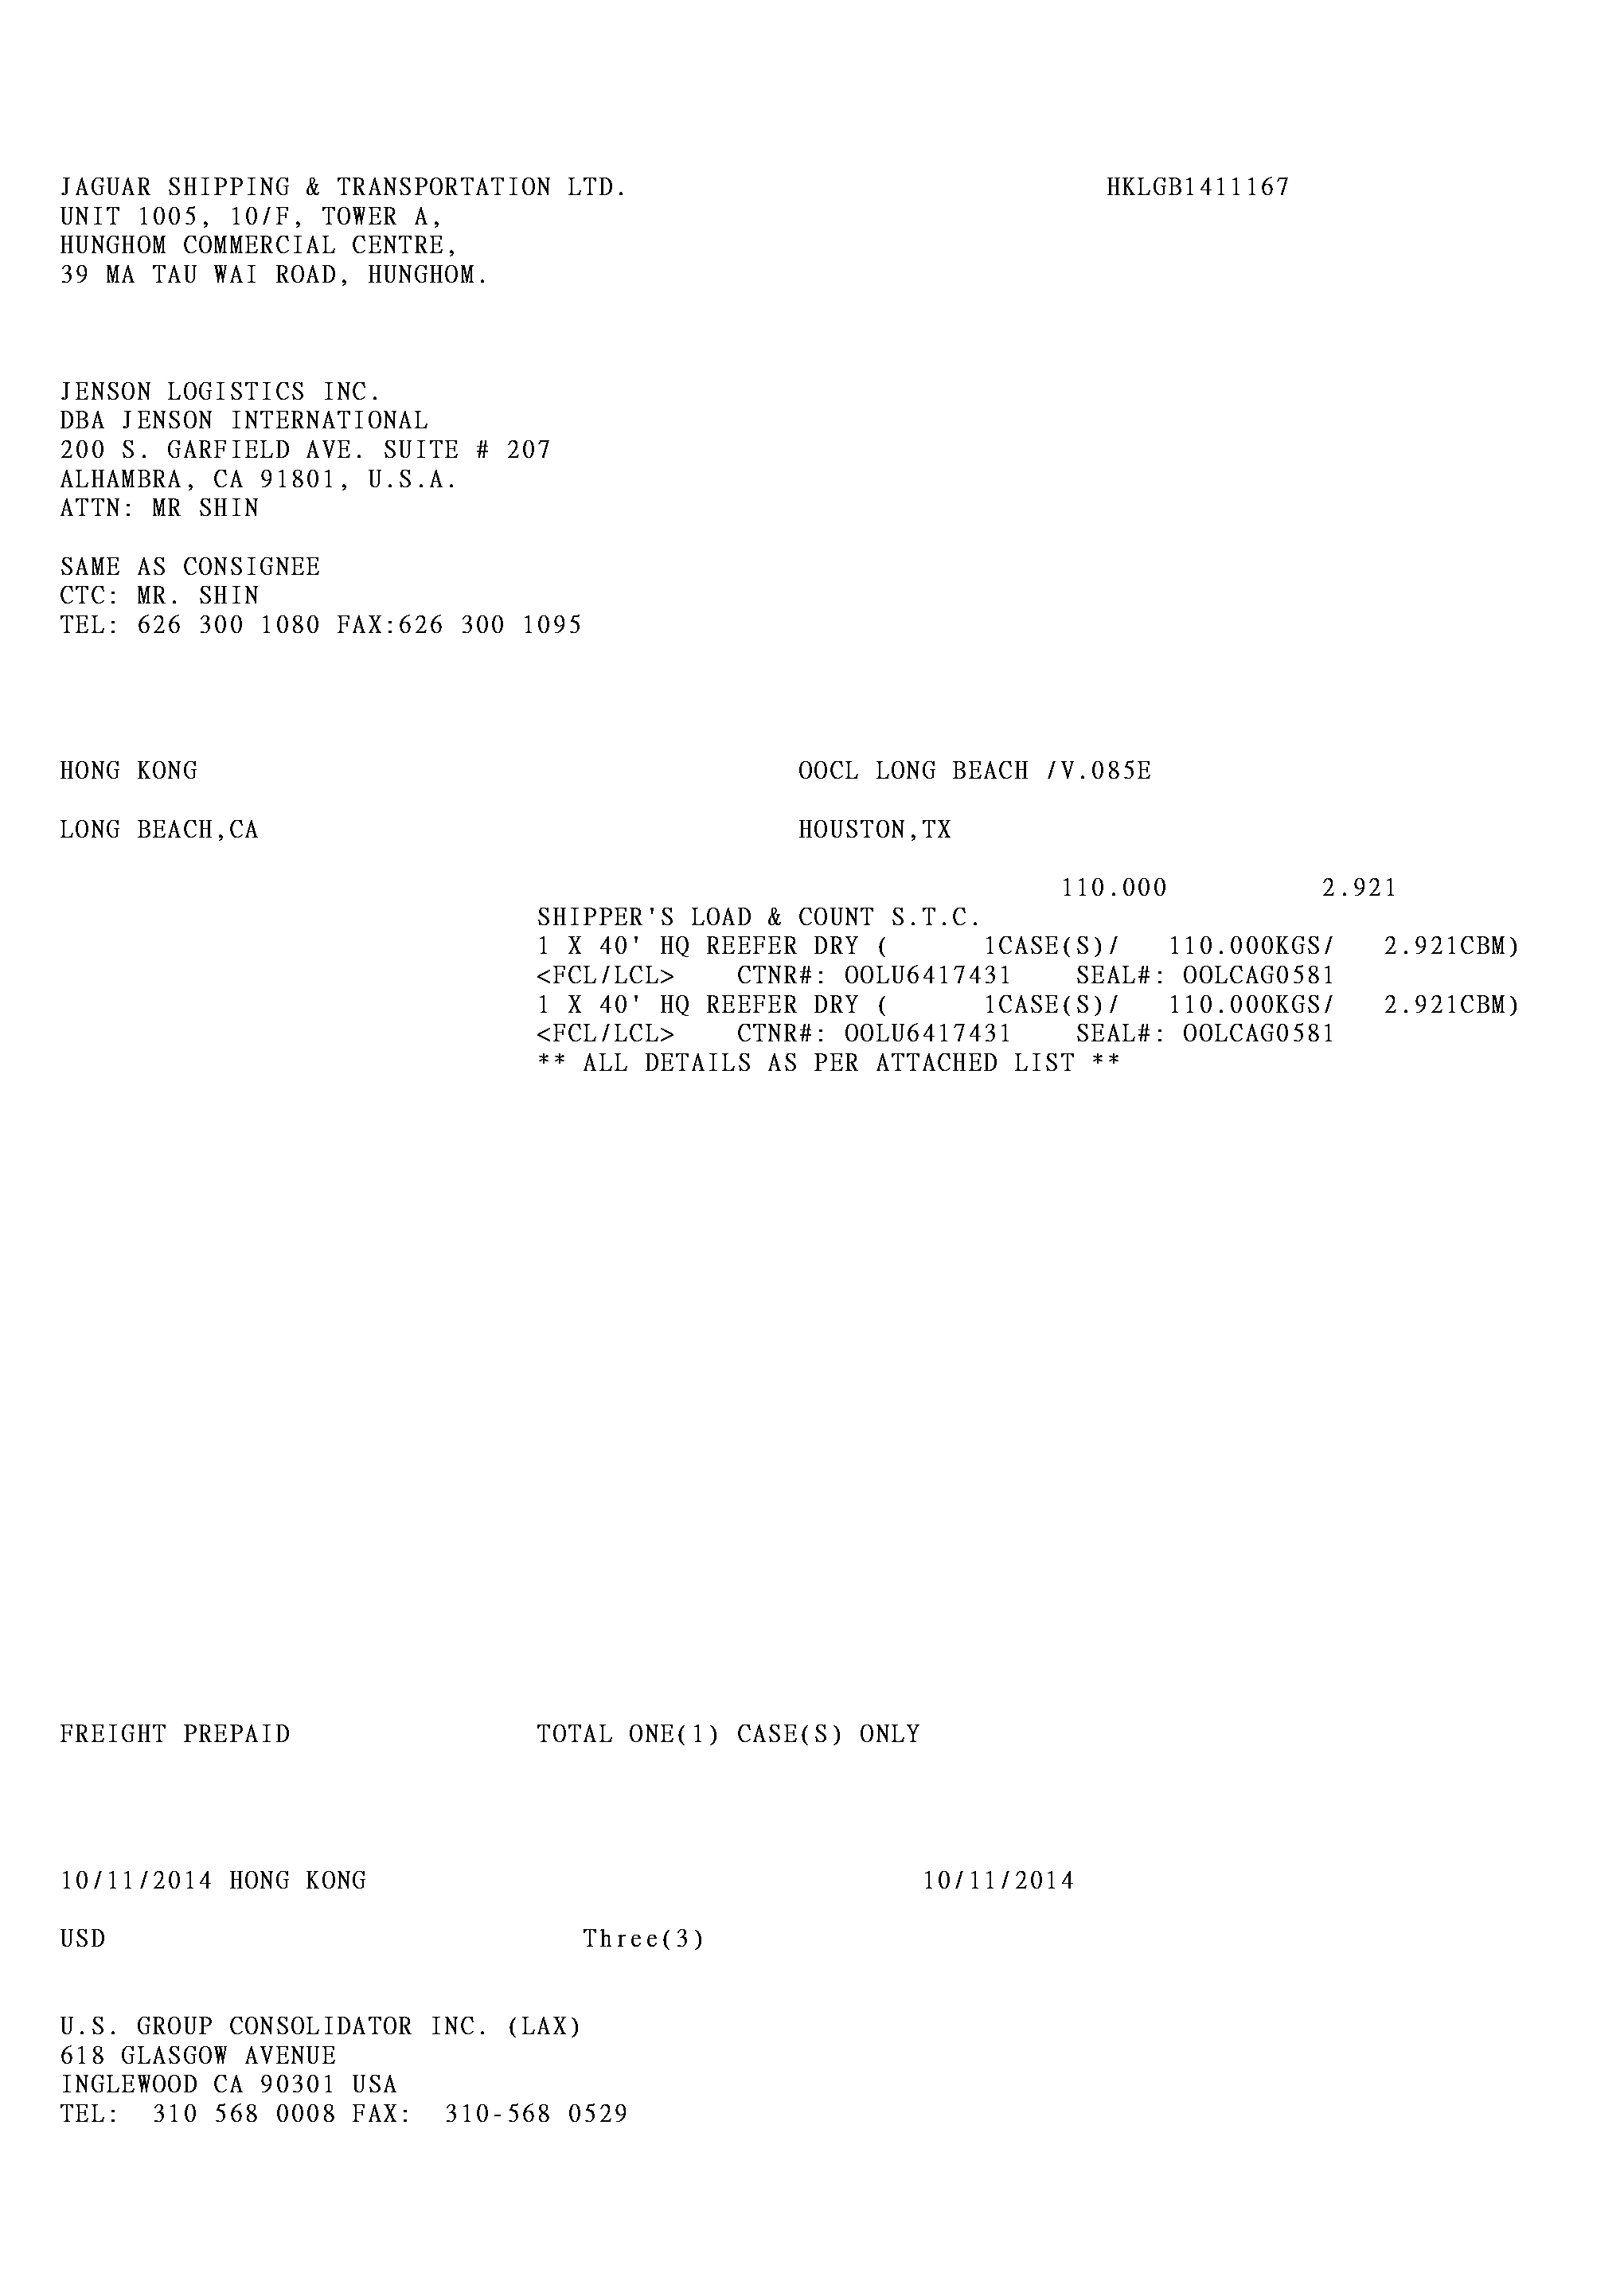 JAGUAR SHIPPING & TRANSPORTATION LTD. HKLGB1411167
UNIT 1005, 10/F, TOWER A,
HUNGHOM COMMERCIAL CENTRE,
39 MA TAU WAI ROAD, HUNGHOM.
JENSON LOGISTICS INC.
DBA JENSON INTERNATIONAL
200 S. GARFIELD AVE. SUITE # 207
ALHAMBRA, CA 91801, U.S.A.
ATTN: MR SHIN
SAME AS CONSIGNEE
CTC: MR. SHIN
TEL: 626 300 1080 FAX:626 300 1095
HONG KONG OOCL LONG BEACH /V.085E
LONG BEACH,CA HOUSTON,TX
110.000 2.921
SHIPPER'S LOAD & COUNT S.T.C.
1 X 40' HQ REEFER DRY ( 1CASE(S)/ 110.000KGS/ 2.921CBM)
<FCL/LCL> CTNR#: OOLU6417431 SEAL#: OOLCAG0581
1 X 40' HQ REEFER DRY ( 1CASE(S)/ 110.000KGS/ 2.921CBM)
<FCL/LCL> CTNR#: OOLU6417431 SEAL#: OOLCAG0581
** ALL DETAILS AS PER ATTACHED LIST **
FREIGHT PREPAID TOTAL ONE(1) CASE(S) ONLY
10/11/2014 HONG KONG 10/11/2014
USD Three(3)
U.S. GROUP CONSOLIDATOR INC. (LAX)
618 GLASGOW AVENUE
INGLEWOOD CA 90301 USA
TEL: 310 568 0008 FAX: 310-568 0529